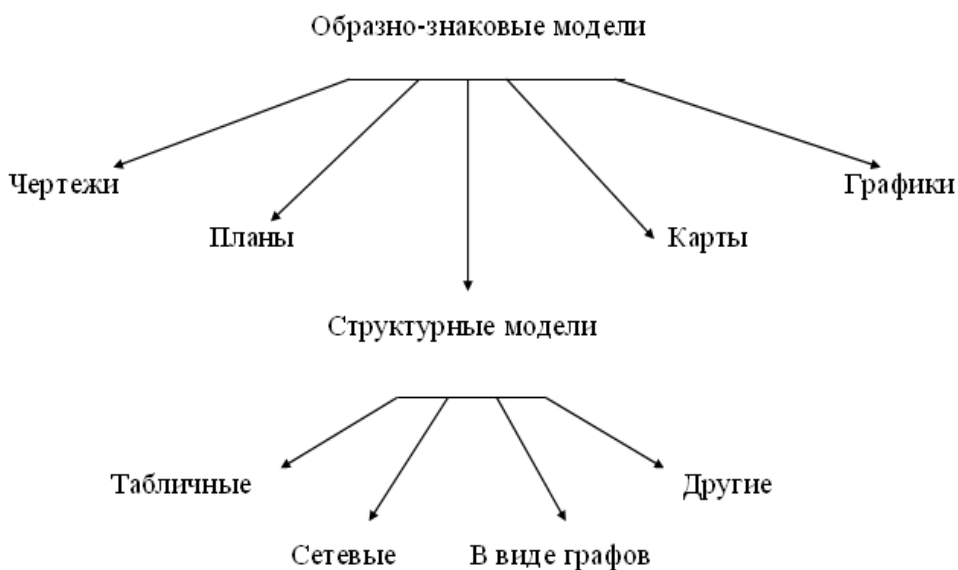 Образно-знаковые модели
Чертежи
Графики
Планы
Карты
Структурные модели
Табличные
Другие
Сетевые
В виде графов